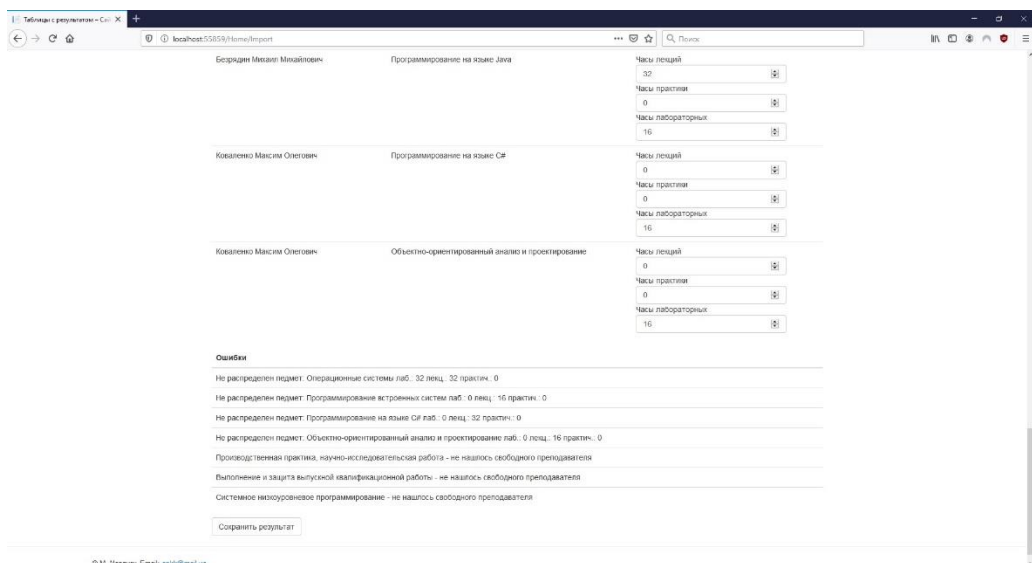 Таблицы с результатом – Сай
localhost:55859/Home/Import
Поиск
Безрядин Михаил Михайлович
Программирование на языке Java
Часы лекций
32
Часы практики
0
Часы лабораторных
16
Коваленко Максим Олегович
Программирование на языке C#
Часы лекций
0
Часы практики
0
Часы лабораторных
16
Коваленко Максим Олегович
Объектно-ориентированный анализ и проектирование
Часы лекций
0
Часы практики
0
Часы лабораторных
16
Ошибки
Не распределен педмет: Операционные системы лаб.: 32 лекц.: 32 практич.: 0
Не распределен педмет: Программирование встроенных систем лаб.: 0 лекц.: 16 практич.: 0
Не распределен педмет: Программирование на языке C# лаб.: 0 лекц.: 32 практич.: 0
Не распределен педмет: Объектно-ориентированный анализ и проектирование лаб.: 0 лекц.: 16 практич.: 0
Производственная практика, научно-исследовательская работа - не нашлось свободного преподавателя
Выполнение и защита выпускной квалификационной работы - не нашлось свободного преподавателя
Системное низкоуровневое программирование - не нашлось свободного преподавателя
Сохранить результат